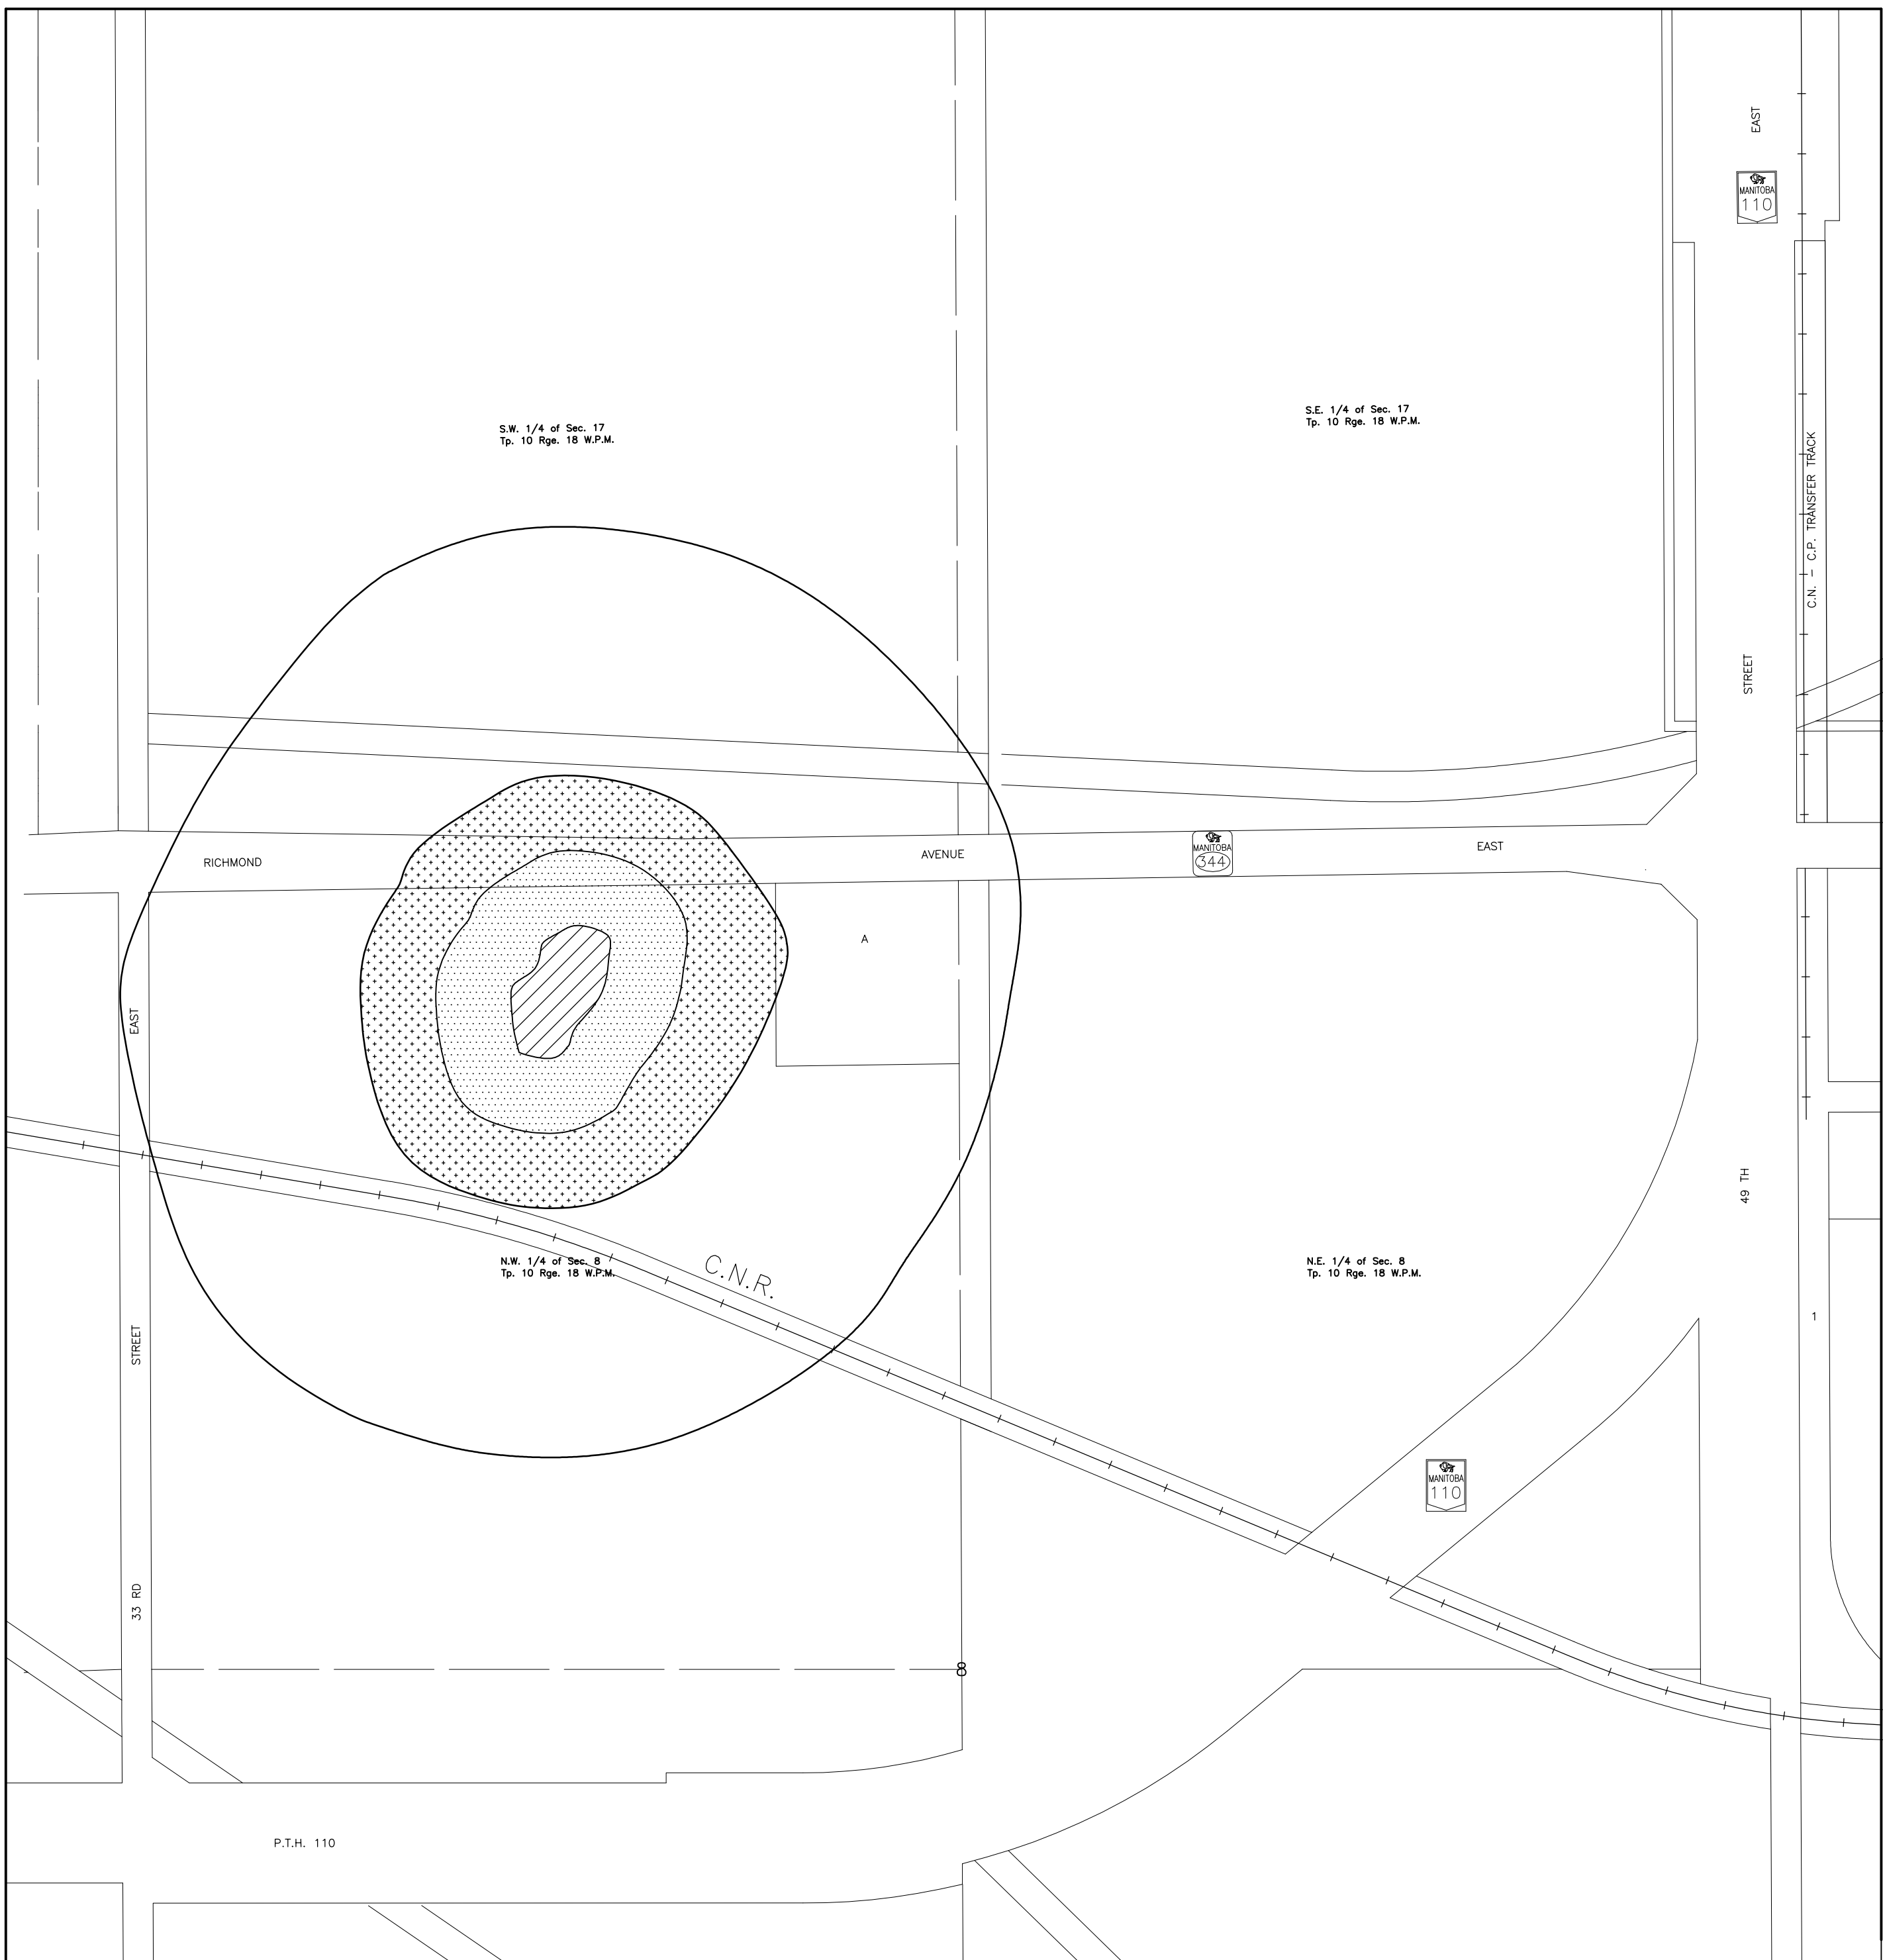 EAST
MANITOBA
110
S.W. 1/4 of Sec. 17
Tp. 10 Rge. 18 W.P.M.
S.E. 1/4 of Sec. 17
Tp. 10 Rge. 18 W.P.M.
C.N. - C.P. TRANSFER TRACK
STREET
RICHMOND
AVENUE
MANITOBA
344
EAST
A
EAST
49 TH
N.W. 1/4 of Sec. 8
Tp. 10 Rge. 18 W.P.M.
C.N.R.
N.E. 1/4 of Sec. 8
Tp. 10 Rge. 18 W.P.M.
1
STREET
MANITOBA
110
33 RD
8
P.T.H. 110